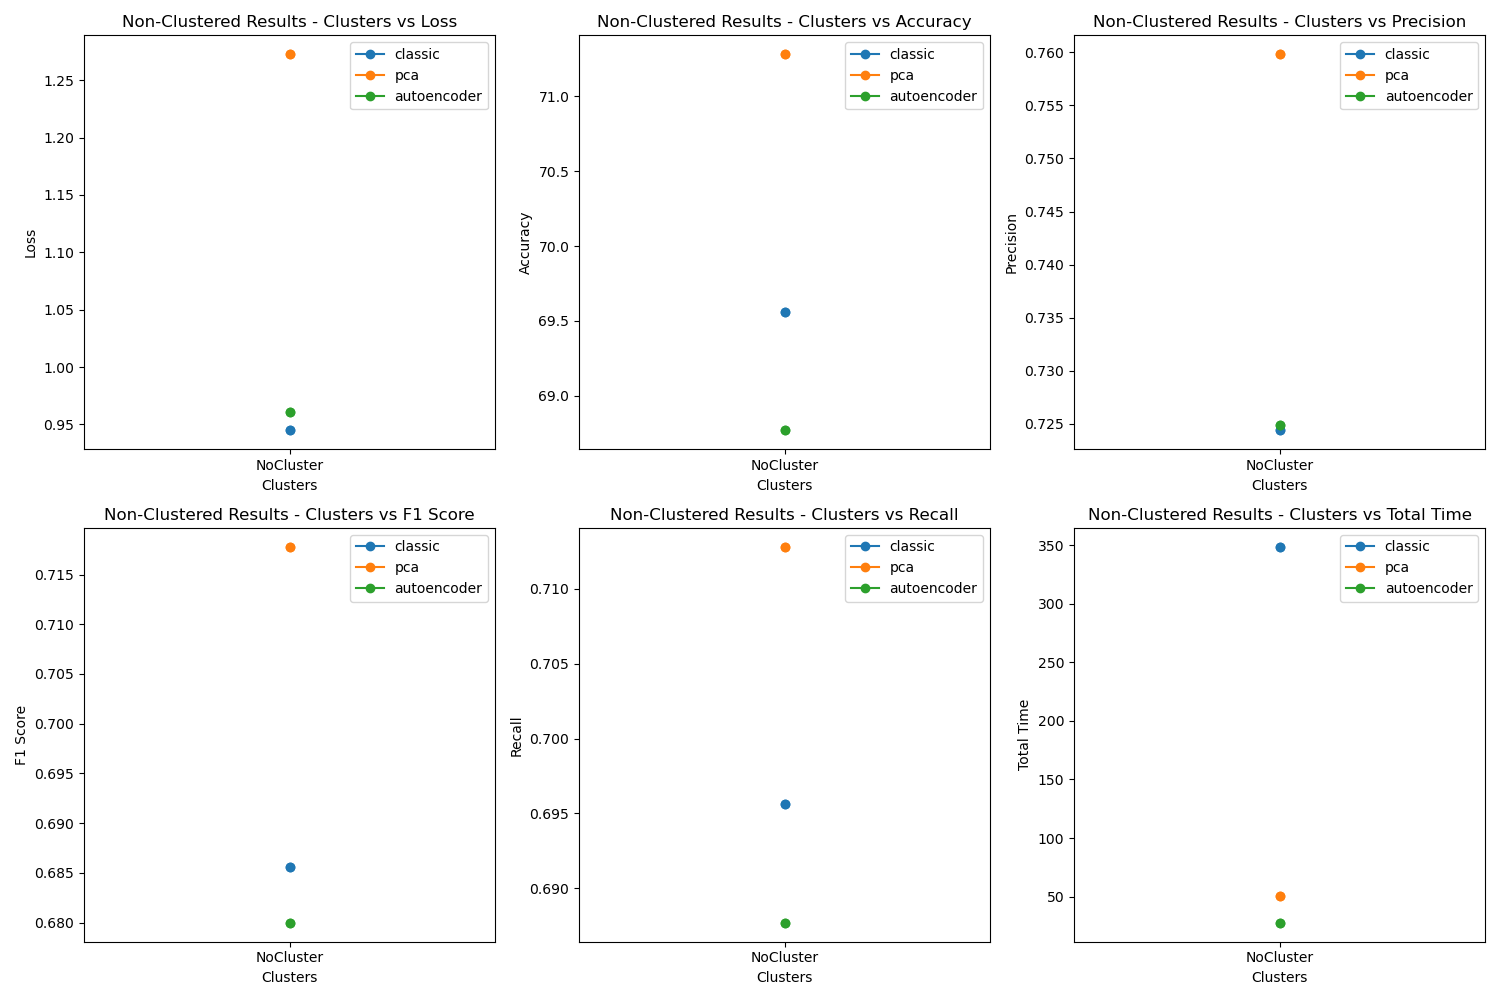 Non-Clustered Results - Clusters vs Loss
classic
pca
autoencoder
1.25
1.20
1.15
1.10
1.05
1.00
0.95
Loss
NoCluster
Clusters
Non-Clustered Results - Clusters vs Accuracy
classic
pca
autoencoder
71.0
70.5
70.0
69.5
69.0
Accuracy
NoCluster
Clusters
Non-Clustered Results - Clusters vs Precision
classic
pca
autoencoder
0.760
0.755
0.750
0.745
0.740
0.735
0.730
0.725
Precision
NoCluster
Clusters
Non-Clustered Results - Clusters vs F1 Score
classic
pca
autoencoder
0.715
0.710
0.705
0.700
0.695
0.690
0.685
0.680
F1 Score
NoCluster
Clusters
Non-Clustered Results - Clusters vs Recall
classic
pca
autoencoder
0.710
0.705
0.700
0.695
0.690
Recall
NoCluster
Clusters
Non-Clustered Results - Clusters vs Total Time
classic
pca
autoencoder
350
300
250
200
150
100
50
Total Time
NoCluster
Clusters